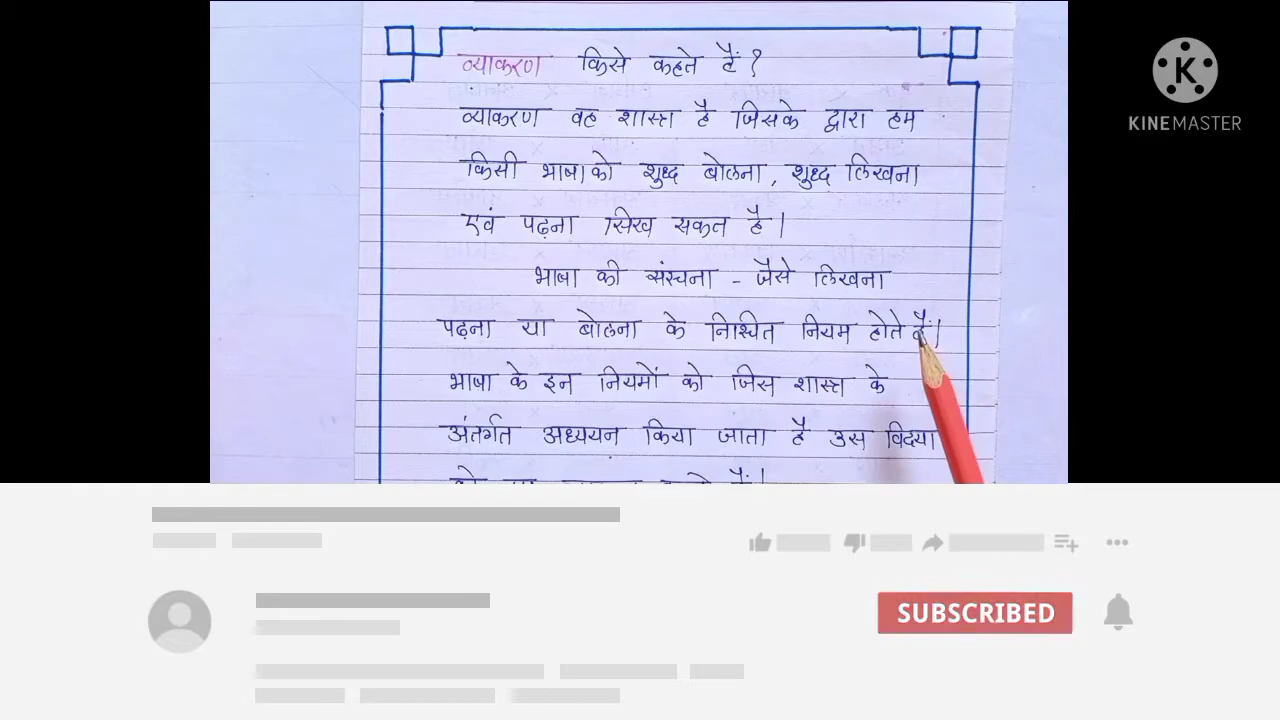 व्याकरण किसे कहते हैं ?
व्याकरण वह शास्त्र है जिसके द्वारा हम
किसी भाषा को शुध्द बोलना, शुध्द लिखना
एवं पढ़ना सिख सकत है।
भाषा की संरचना - जैसे लिखना
पढ़ना या बोलना के निश्चित नियम होते हैं।
भाषा के इन नियमों को जिस शास्त्र के
अंतर्गत अध्ययन किया जाता है उस विदया
KINEMASTER
SUBSCRIBED